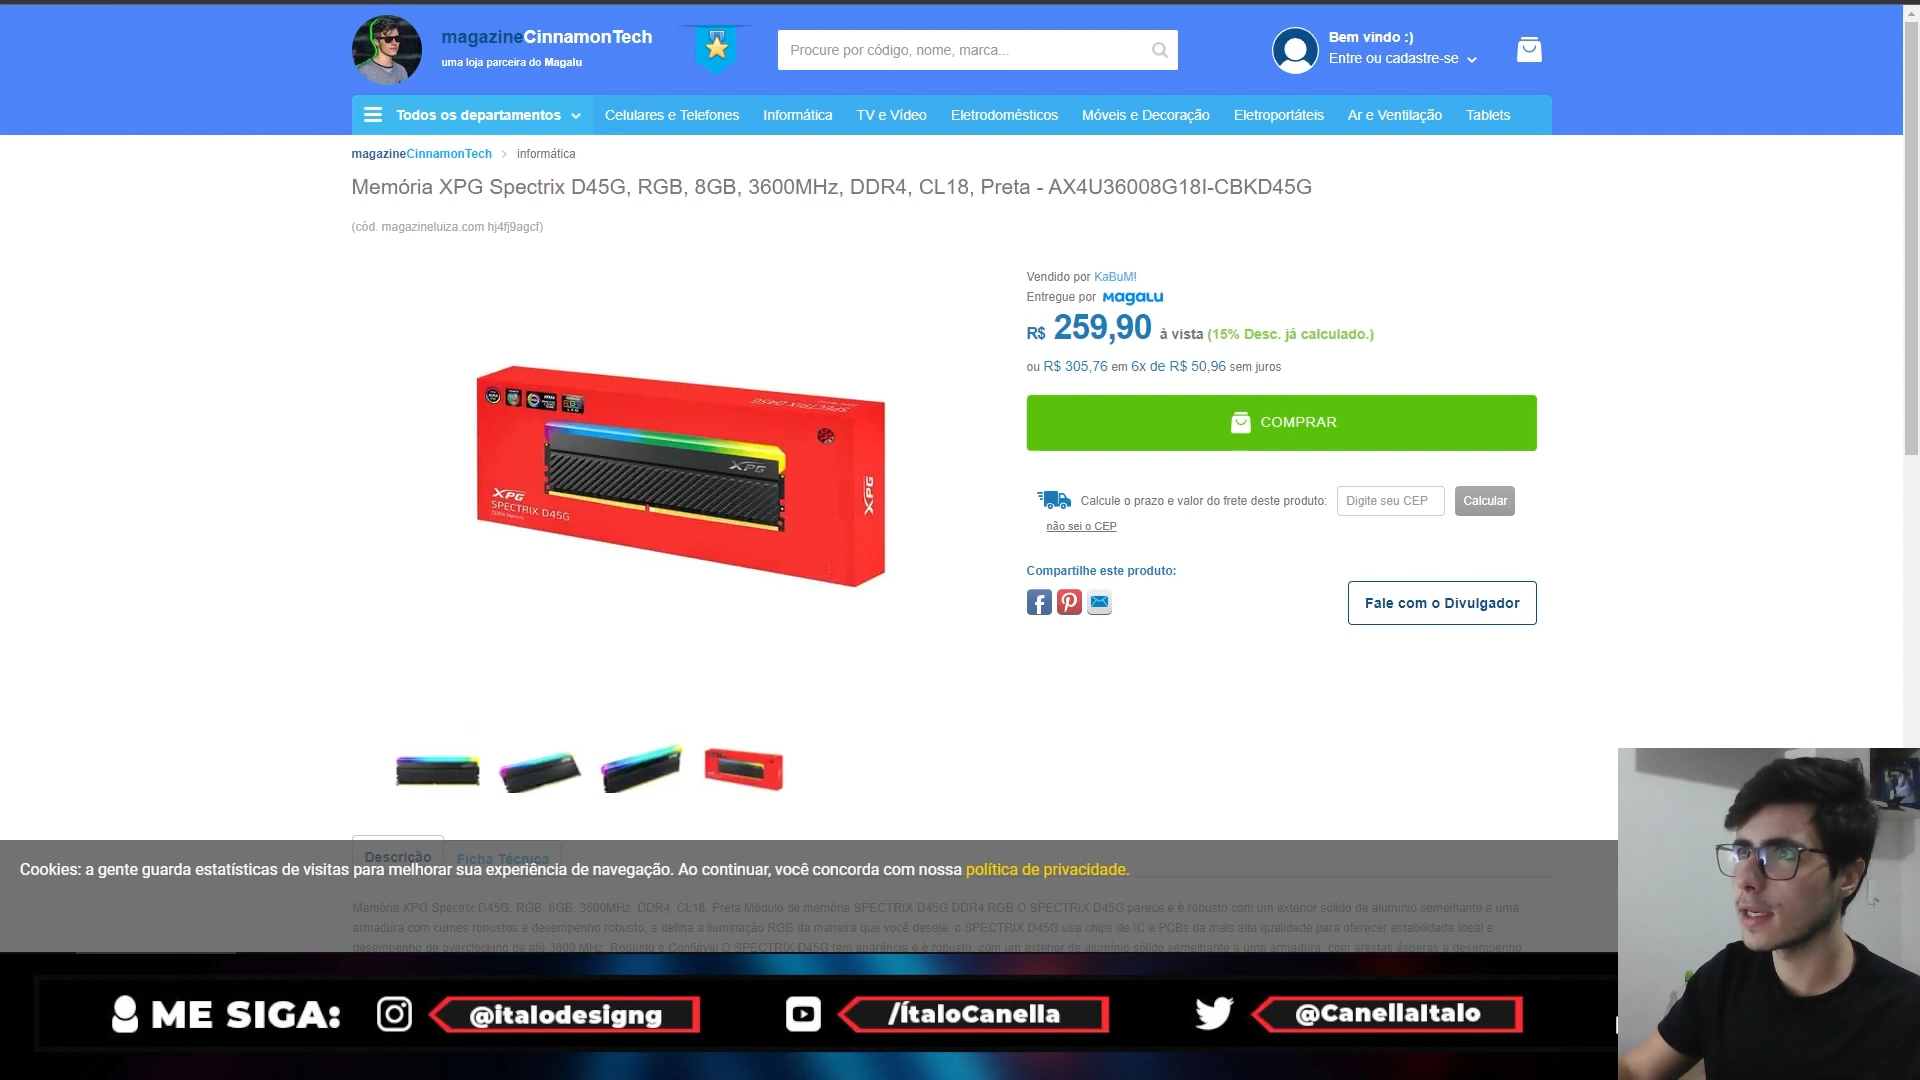 magazineCinnamonTech
uma loja parceira do Magalu
Procure por código, nome, marca...
Bem vindo :)
Entre ou cadastre-se
Todos os departamentos
Celulares e Telefones
Informática
TV e Vídeo
Eletrodomésticos
Móveis e Decoração
Eletroportáteis
Ar e Ventilação
Tablets
magazineCinnamonTech > informática
Memória XPG Spectrix D45G, RGB, 8GB, 3600MHz, DDR4, CL18, Preta - AX4U36008G18I-CBKD45G
(cód. magazineluiza.com hj4fj9agcf)
Vendido por KaBuM!
Entregue por Magalu
R$ 259,90 à vista (15% Desc. já calculado.)
ou R$ 305,76 em 6x de R$ 50,96 sem juros
COMPRAR
SPECTRIX D45G
XPG
XPG
XPG
SPECTRIX D45G
Calcule o prazo e valor do frete deste produto:
Digite seu CEP
Calcular
não sei o CEP
Compartilhe este produto:
Fale com o Divulgador
Descrição
Ficha Técnica
Cookies: a gente guarda estatísticas de visitas para melhorar sua experiência de navegação. Ao continuar, você concorda com nossa política de privacidade.
Memória XPG Spectrix D45G, RGB, 8GB, 3600MHz, DDR4, CL18, Preta Módulo de memória SPECTRIX D45G DDR4 RGB O SPECTRIX D45G parece e é robusto com um exterior sólido de alumínio semelhante a uma
armadura com cumes robustos e desempenho robusto, e defina a iluminação RGB da maneira que você deseja. o SPECTRIX D45G usa chips de IC e PCBs da mais alta qualidade para oferecer estabilidade ideal e
desempenho de overclocking de até 3600 MHz. Robusto e Confiável O SPECTRIX D45G tem aparência e é robusto, com um exterior de alumínio sólido semelhante a uma armadura, com arestas ásperas e desempenho
ME SIGA:
@italodesigng
/ÍtaloCanella
@CanellaItalo